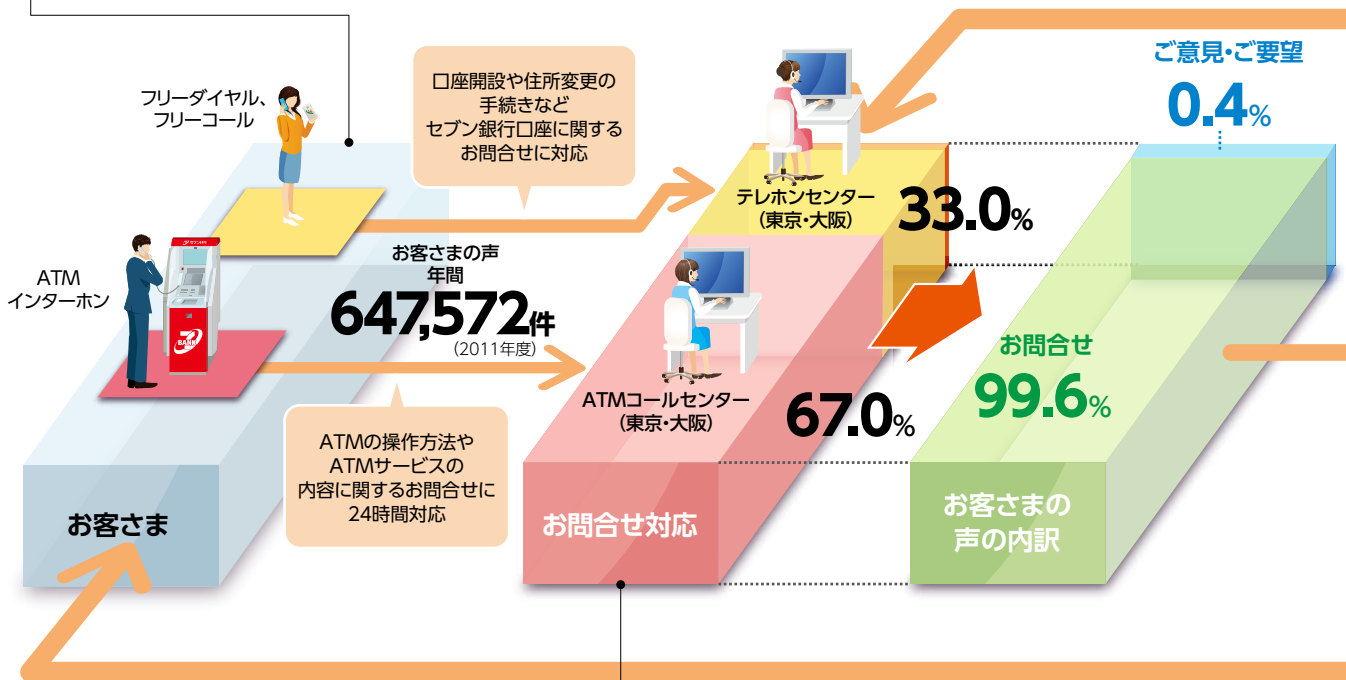 フリーダイヤル、
フリーコール
ATM
インターホン
お客さま
口座開設や住所変更の
手続きなど
セブン銀行口座に関する
お問合せに対応
お客さまの声
年間
647,572件
(2011年度)
ATMの操作方法や
ATMサービスの
内容に関するお問合せに
24時間対応
テレホンセンター
(東京・大阪)
33.0%
ATMコールセンター
(東京・大阪)
67.0%
お問合せ対応
ご意見・ご要望
0.4%
お問合せ
99.6%
お客さまの
声の内訳
7
BANK